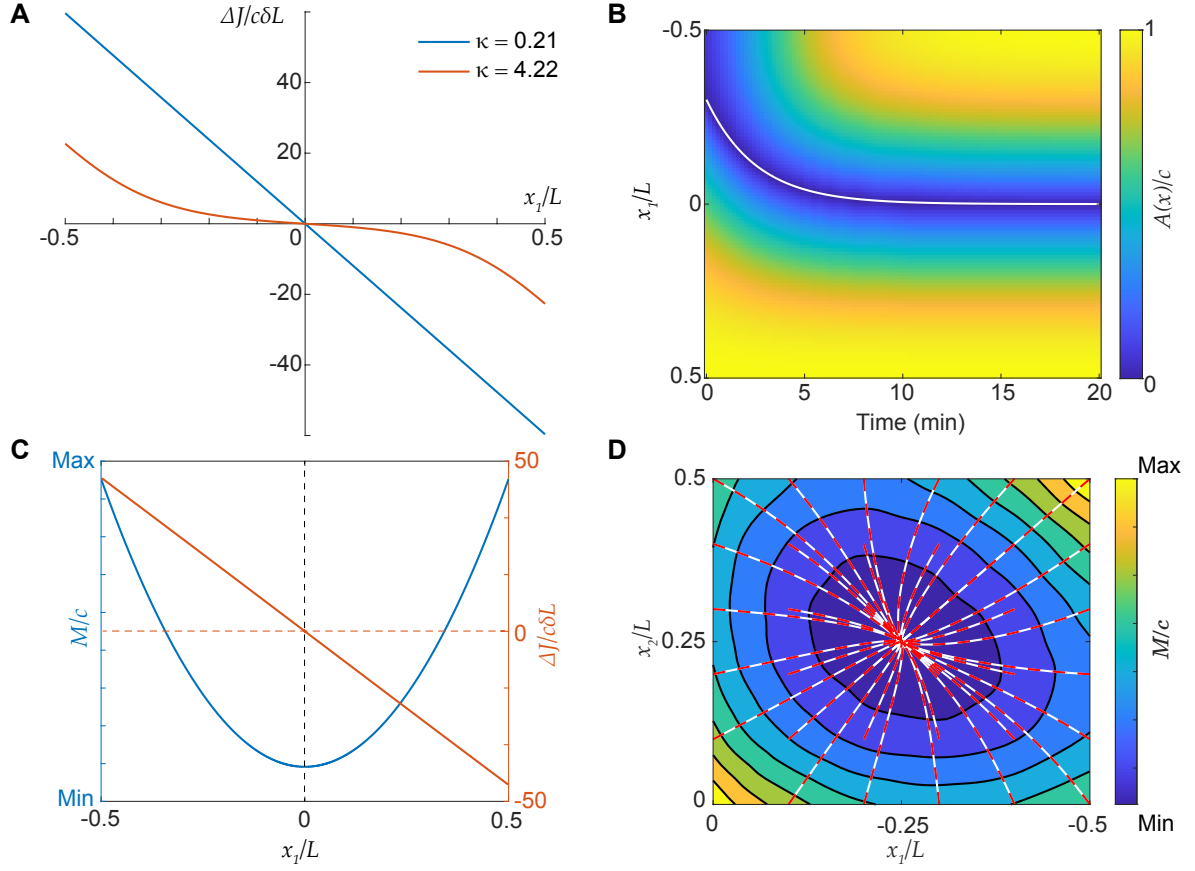 A
ΔJ/cδL
κ = 0.21
κ = 4.22
40
20
x₁/L
-0.5
0
0.5
-20
-40
B
-0.5
0
0.5
x₁/L
0
5
10
15
20
Time (min)
1
0
A(x)/c
C
Max
Min
M/c
50
0
-50
ΔJ/cδL
-0.5
0
0.5
x₁/L
D
0.5
0.25
0
x₂/L
0
-0.25
-0.5
x₁/L
Max
Min
M/c